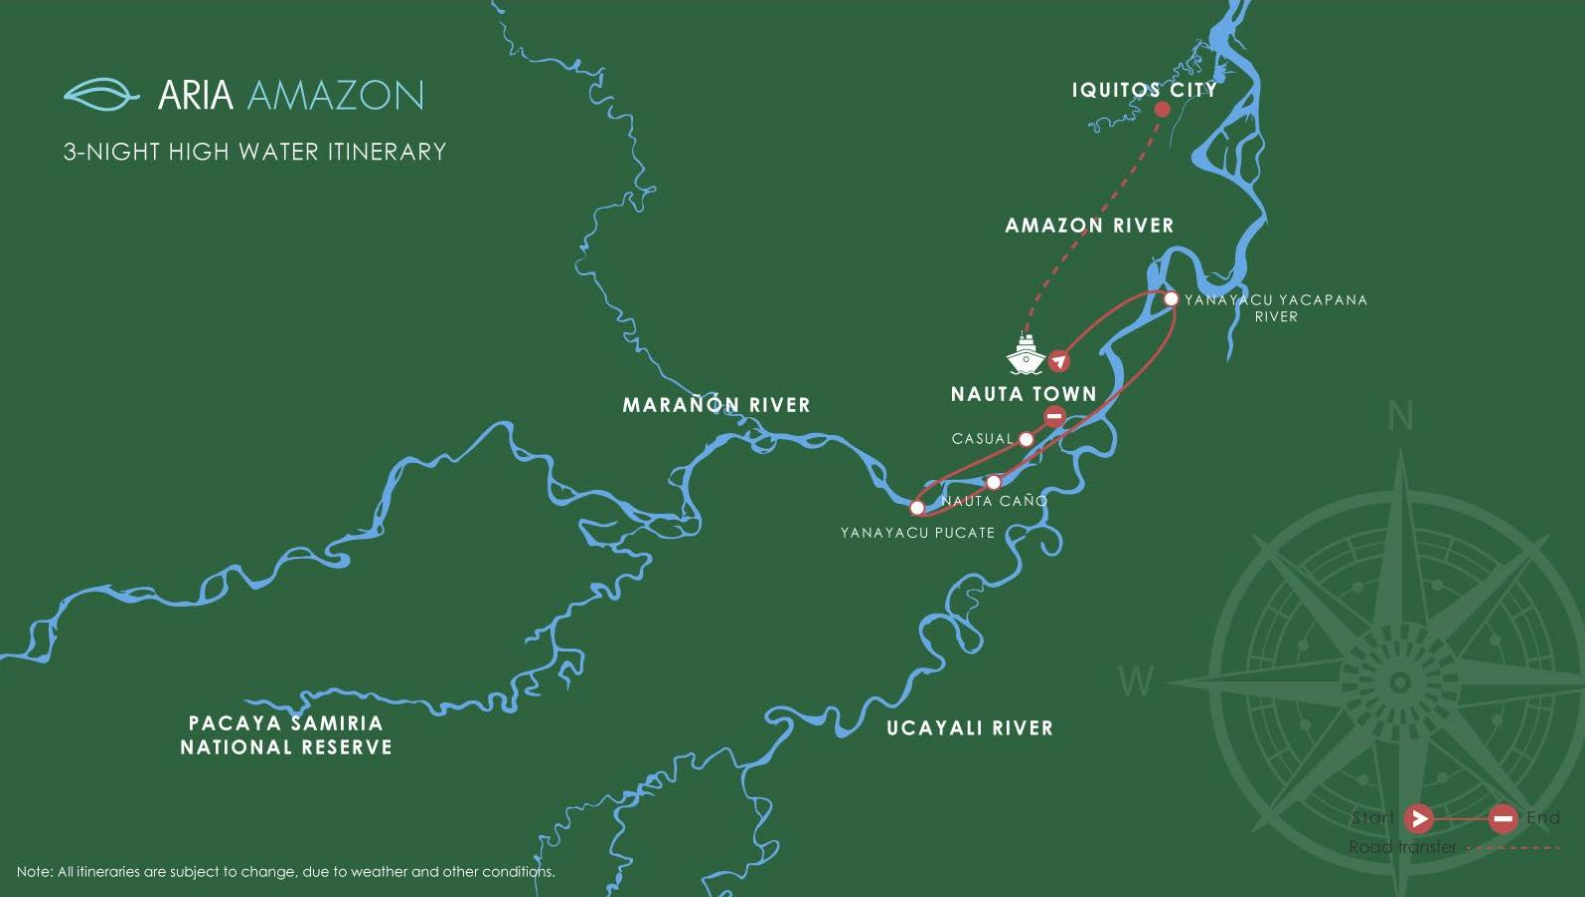 ARIA AMAZON
3-NIGHT HIGH WATER ITINERARY
IQUITOS CITY
AMAZON RIVER
YANAYACU YACAPANA
RIVER
NAUTA TOWN
MARAÑÓN RIVER
CASUAL
NAUTA CAÑO
YANAYACU PUCATE
N
W
PACAYA SAMIRIA
NATIONAL RESERVE
UCAYALI RIVER
Start End
Road transfer
Note: All itineraries are subject to change, due to weather and other conditions.